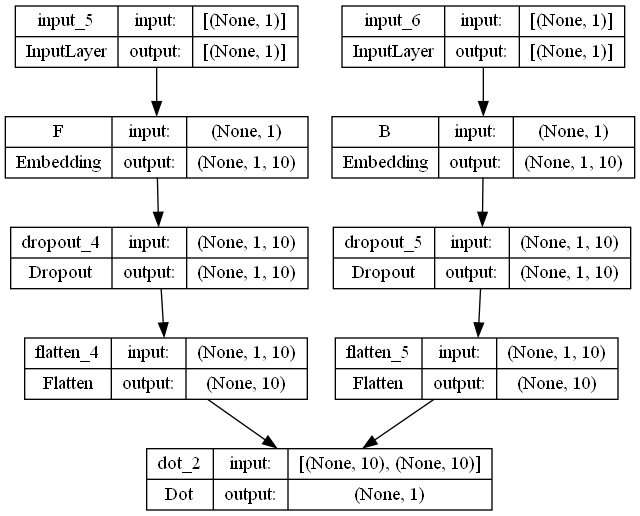 input_5 input: [(None, 1)]
InputLayer output: [(None, 1)]
input_6 input: [(None, 1)]
InputLayer output: [(None, 1)]
F input: (None, 1)
Embedding output: (None, 1, 10)
B input: (None, 1)
Embedding output: (None, 1, 10)
dropout_4 input: (None, 1, 10)
Dropout output: (None, 1, 10)
dropout_5 input: (None, 1, 10)
Dropout output: (None, 1, 10)
flatten_4 input: (None, 1, 10)
Flatten output: (None, 10)
flatten_5 input: (None, 1, 10)
Flatten output: (None, 10)
dot_2 input: [(None, 10), (None, 10)]
Dot output: (None, 1)